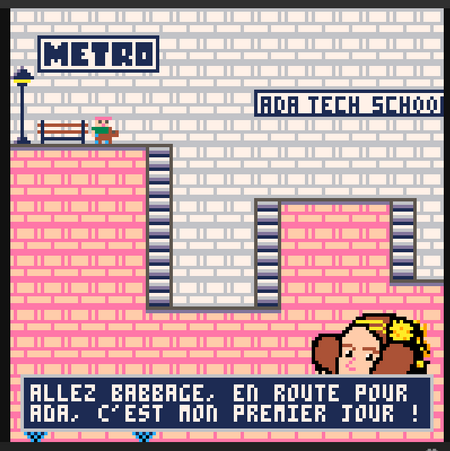 METRO
ADA TECH SCHOO
ALLEZ BABBAGE, EN ROUTE POUR
ADA, C'EST MON PREMIER JOUR !